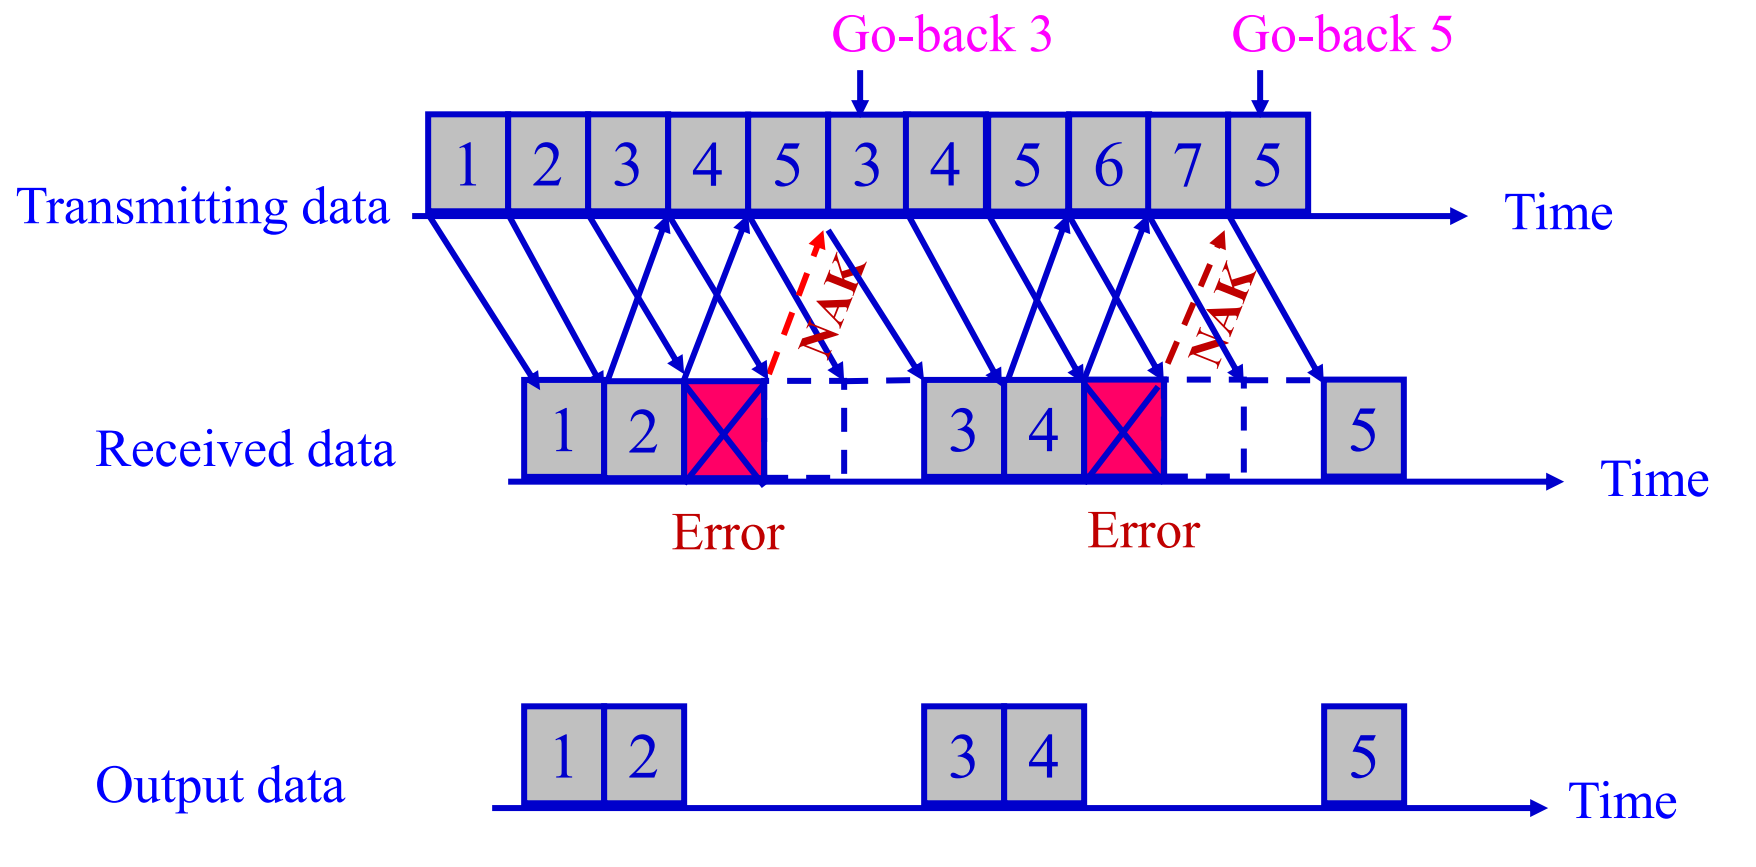 Go-back 3 Go-back 5
1 2 3 4 5 3 4 5 6 7 5
Transmitting data Time
NAK NAK
1 2 3 4 5
Received data Time
Error Error
1 2 3 4 5
Output data Time